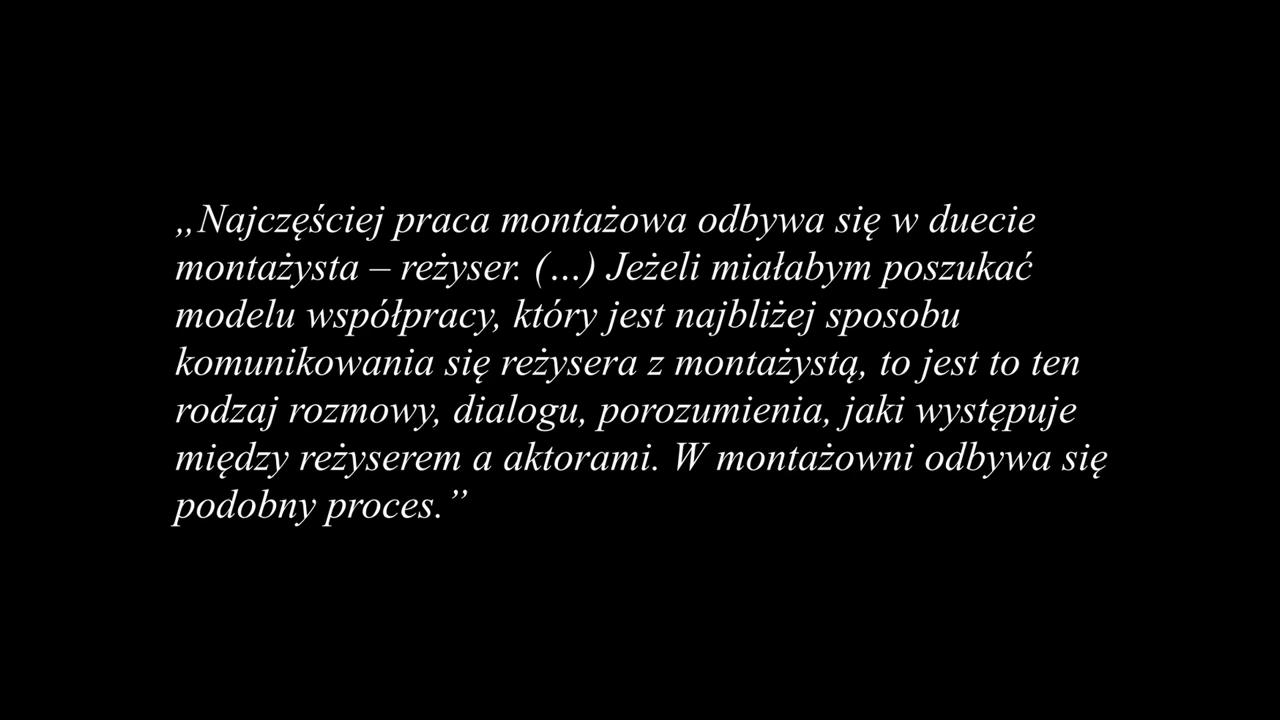 „Najczęściej praca montażowa odbywa się w duecie
montażysta – reżyser. (…) Jeżeli miałabym poszukać
modelu współpracy, który jest najbliżej sposobu
komunikowania się reżysera z montażystą, to jest to ten
rodzaj rozmowy, dialogu, porozumienia, jaki występuje
między reżyserem a aktorami. W montażowni odbywa się
podobny proces.”